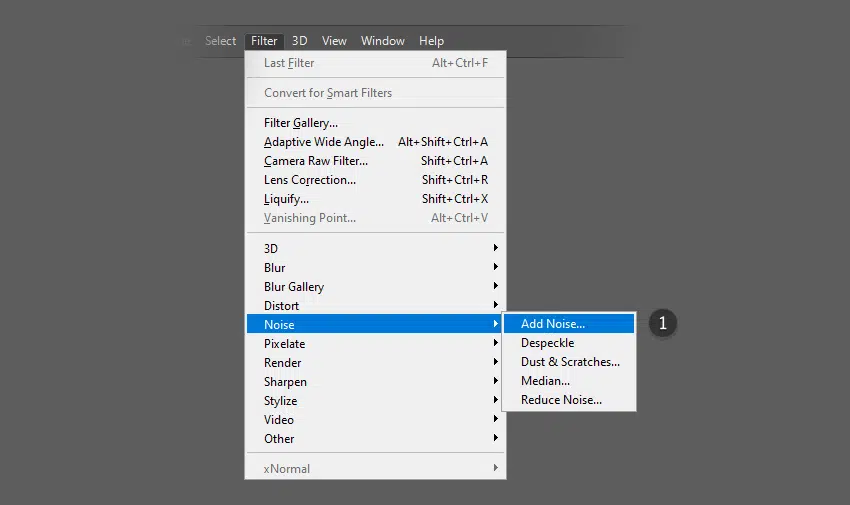 Select Filter 3D View Window Help
Last Filter Alt+Ctrl+F
Convert for Smart Filters
Filter Gallery...
Adaptive Wide Angle... Alt+Shift+Ctrl+A
Camera Raw Filter... Shift+Ctrl+A
Lens Correction... Shift+Ctrl+R
Liquify... Shift+Ctrl+X
Vanishing Point... Alt+Ctrl+V
3D
Blur
Blur Gallery
Distort
Noise
Pixelate
Render
Sharpen
Stylize
Video
Other
xNormal
Add Noise...
Despeckle
Dust & Scratches...
Median...
Reduce Noise...
1